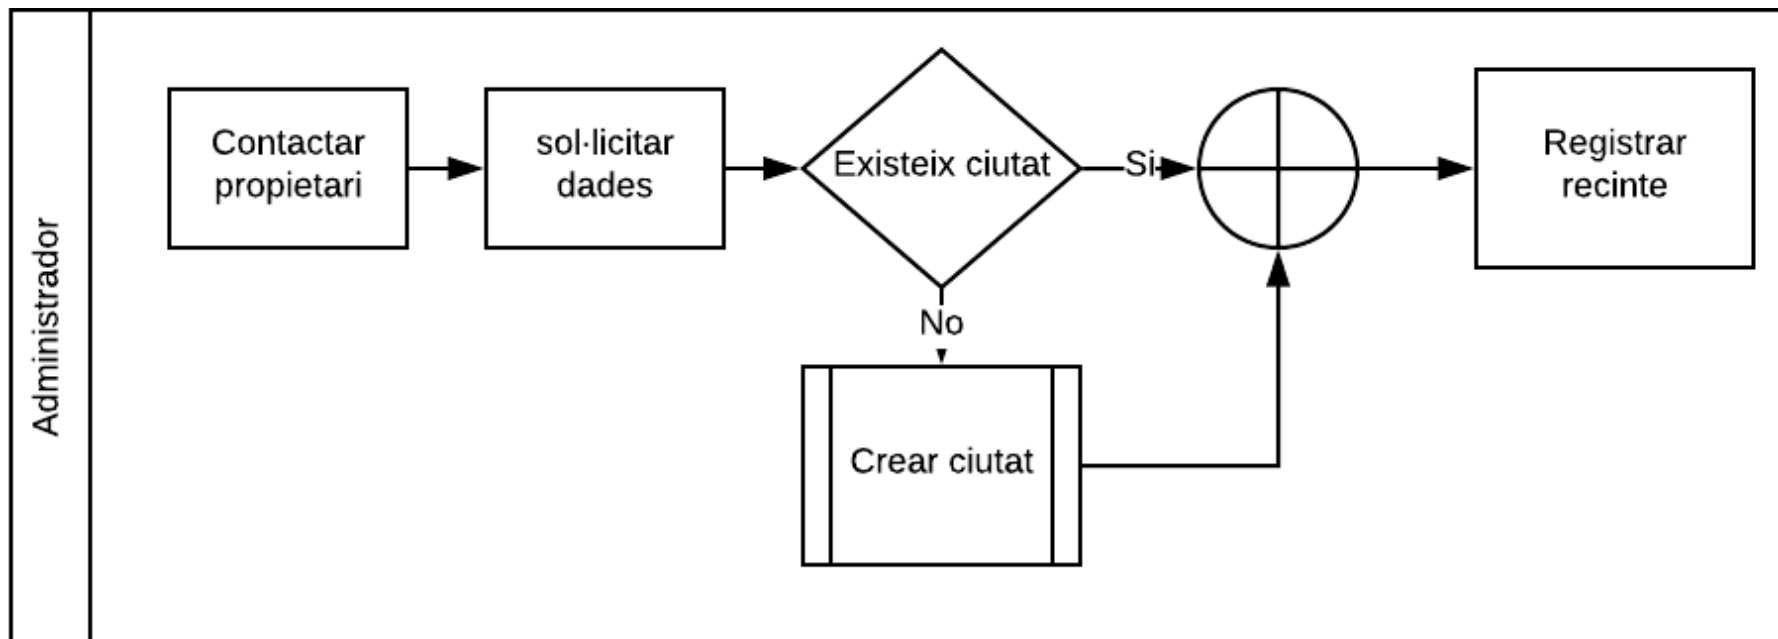 Administrador
Contactar
propietari
sol·licitar
dades
Existeix ciutat
Si
No
Crear ciutat
Registrar
recinte